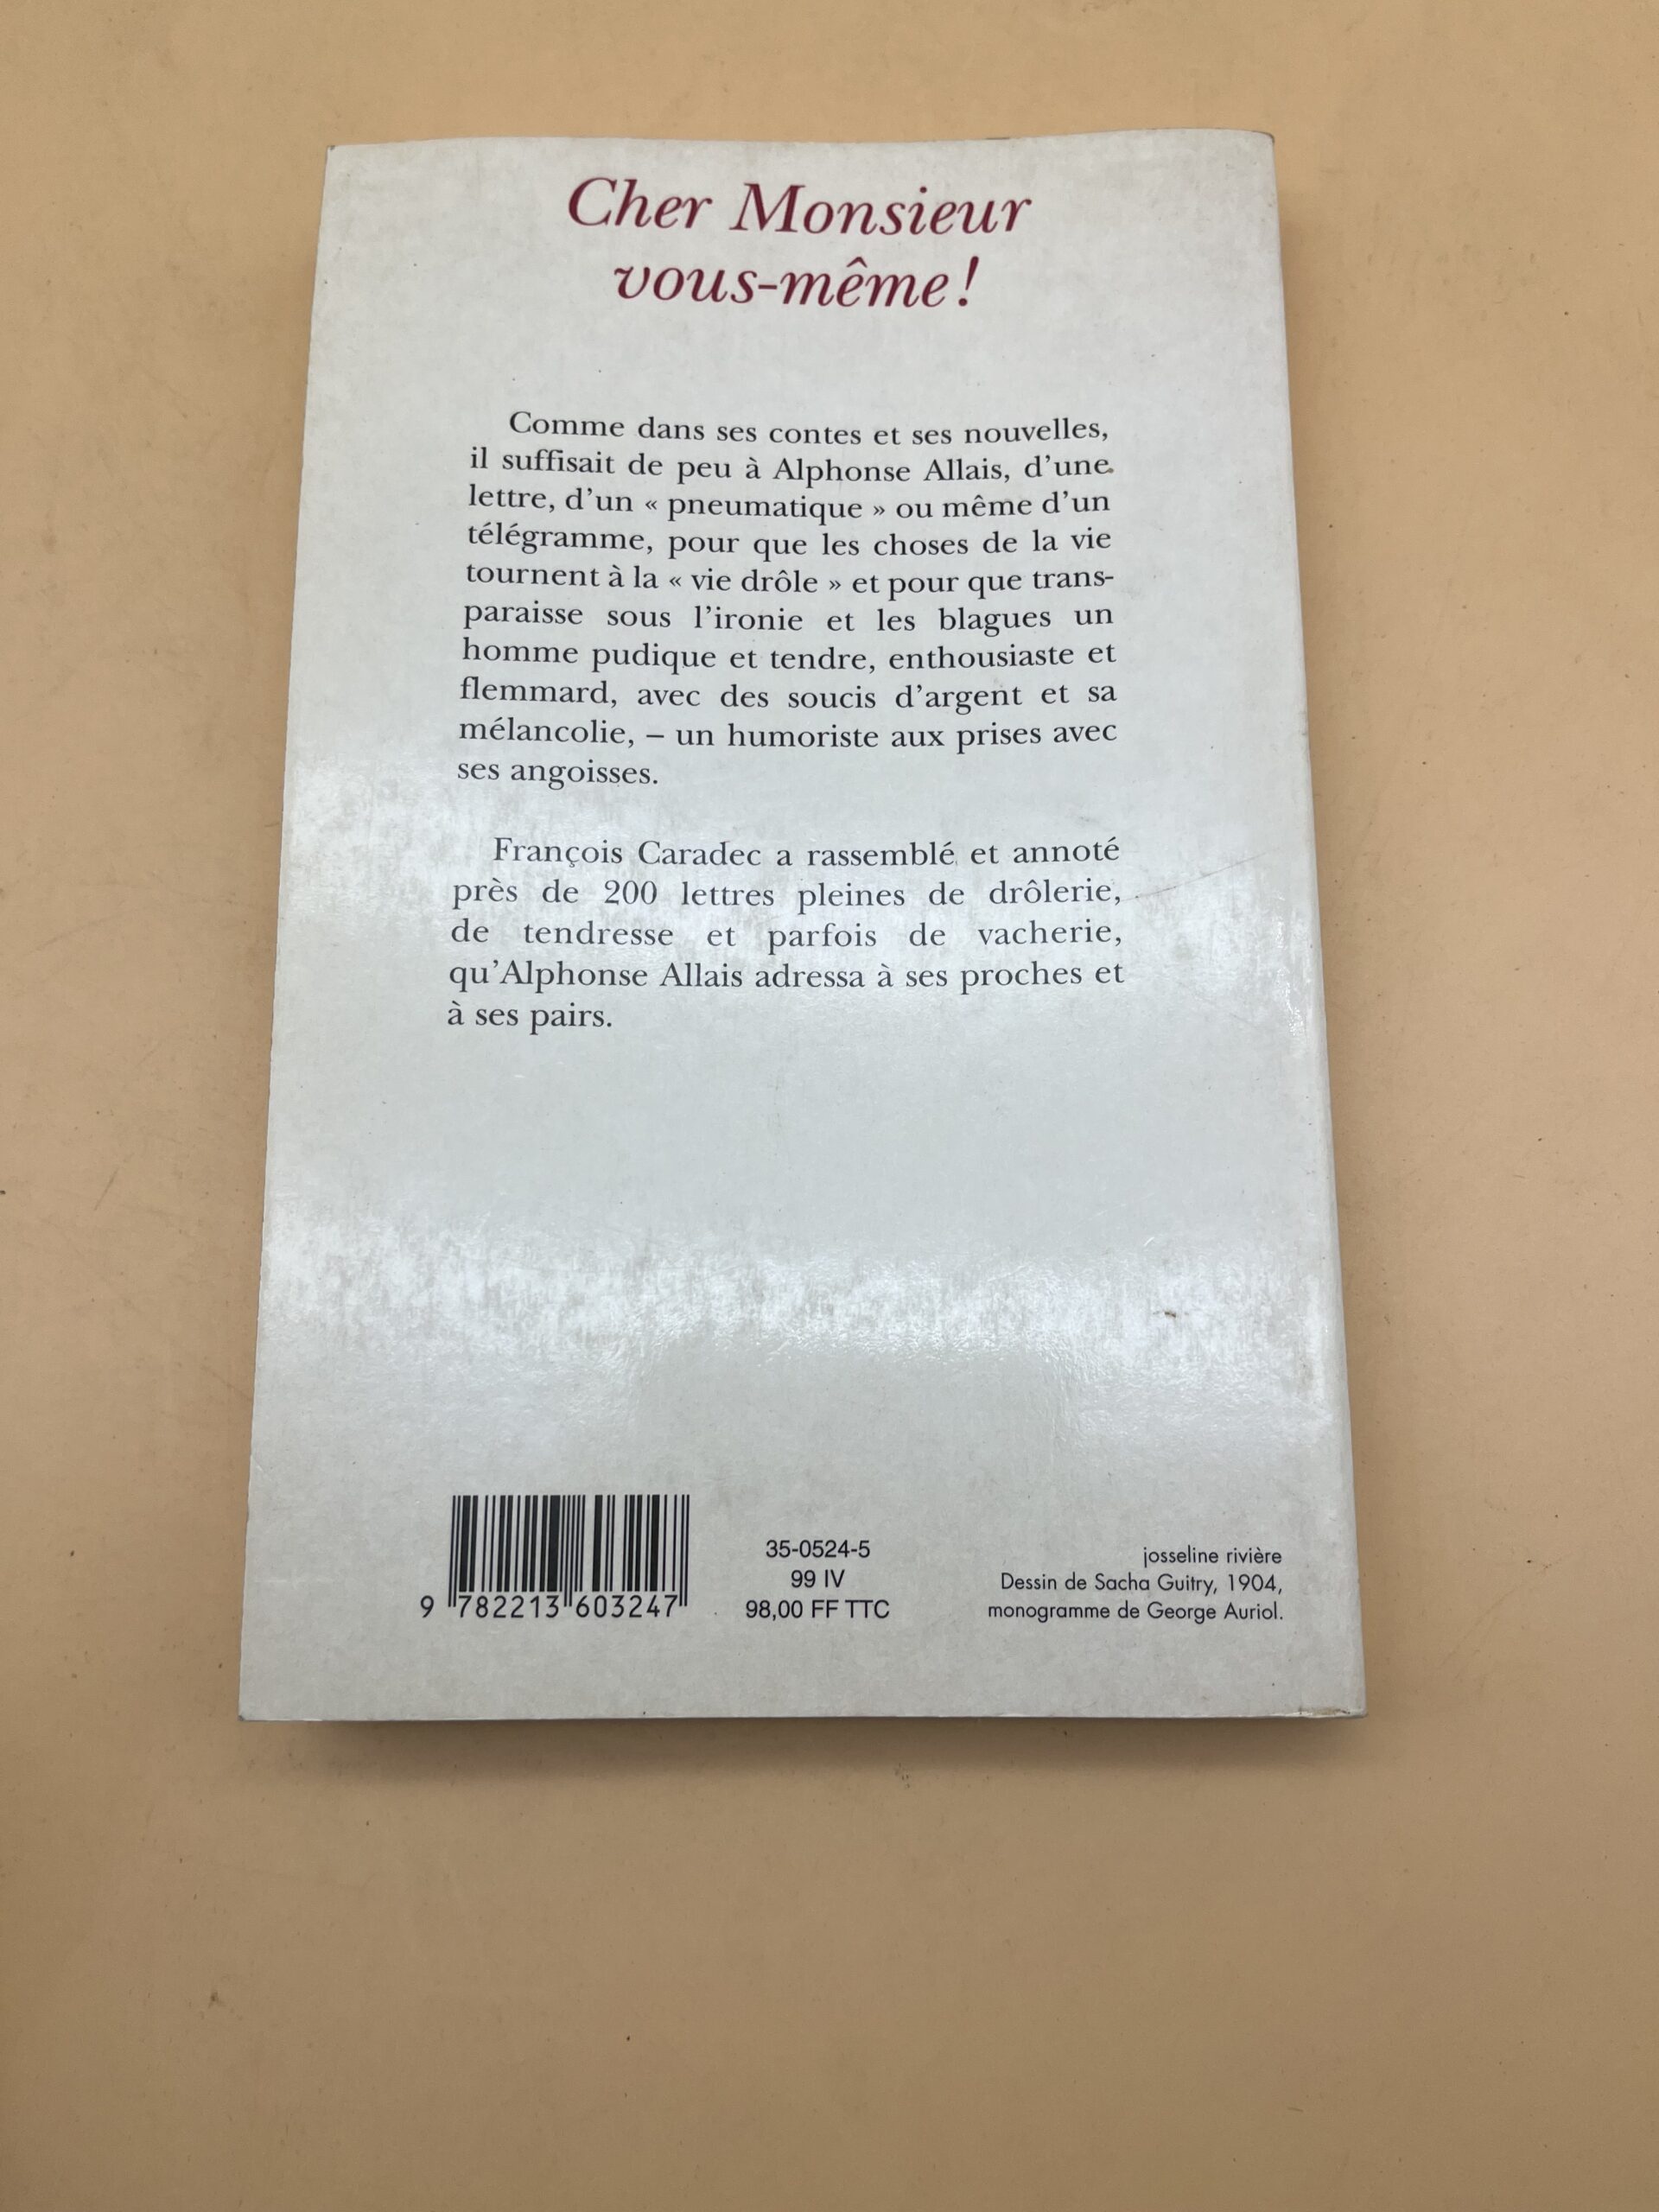 Cher Monsieur
vous-même !
Comme dans ses contes et ses nouvelles,
il suffisait de peu à Alphonse Allais, d'une
lettre, d'un « pneumatique » ou même d'un
télégramme, pour que les choses de la vie
tournent à la « vie drôle » et pour que trans-
paraisse sous l'ironie et les blagues un
homme pudique et tendre, enthousiaste et
flemmard, avec des soucis d'argent et sa
mélancolie, – un humoriste aux prises avec
ses angoisses.
François Caradec a rassemblé et annoté
près de 200 lettres pleines de drôlerie,
de tendresse et parfois de vacherie,
qu'Alphonse Allais adressa à ses proches et
à ses pairs.
9 782213 603247
35-0524-5
99 IV
98,00 FF TTC
josseline rivière
Dessin de Sacha Guitry, 1904,
monogramme de George Auriol.